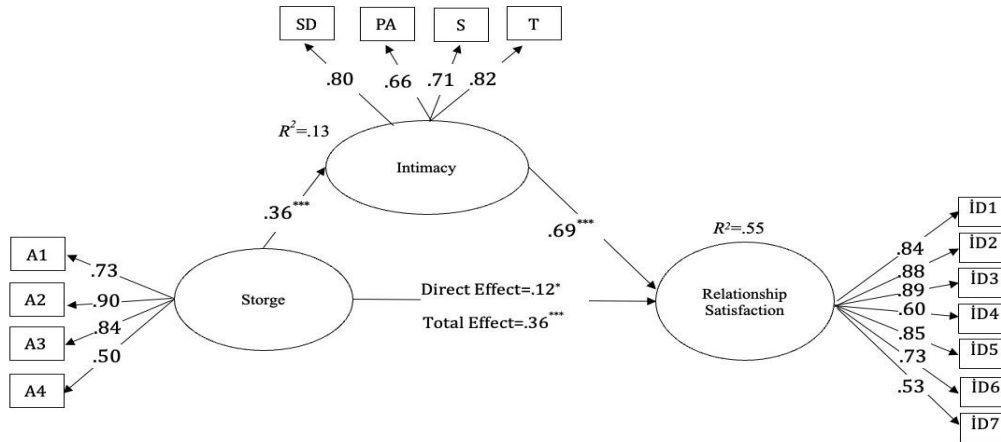 SD PA S T
.80 .66 .71 .82
R²=.13
Intimacy
.36***
.69***
R²=.55
A1
A2
A3
A4
.73
.90
.84
.50
Storge
Direct Effect=.12*
Total Effect=.36***
Relationship
Satisfaction
.84
.88
.89
.60
.85
.73
.53
İD1
İD2
İD3
İD4
İD5
İD6
İD7